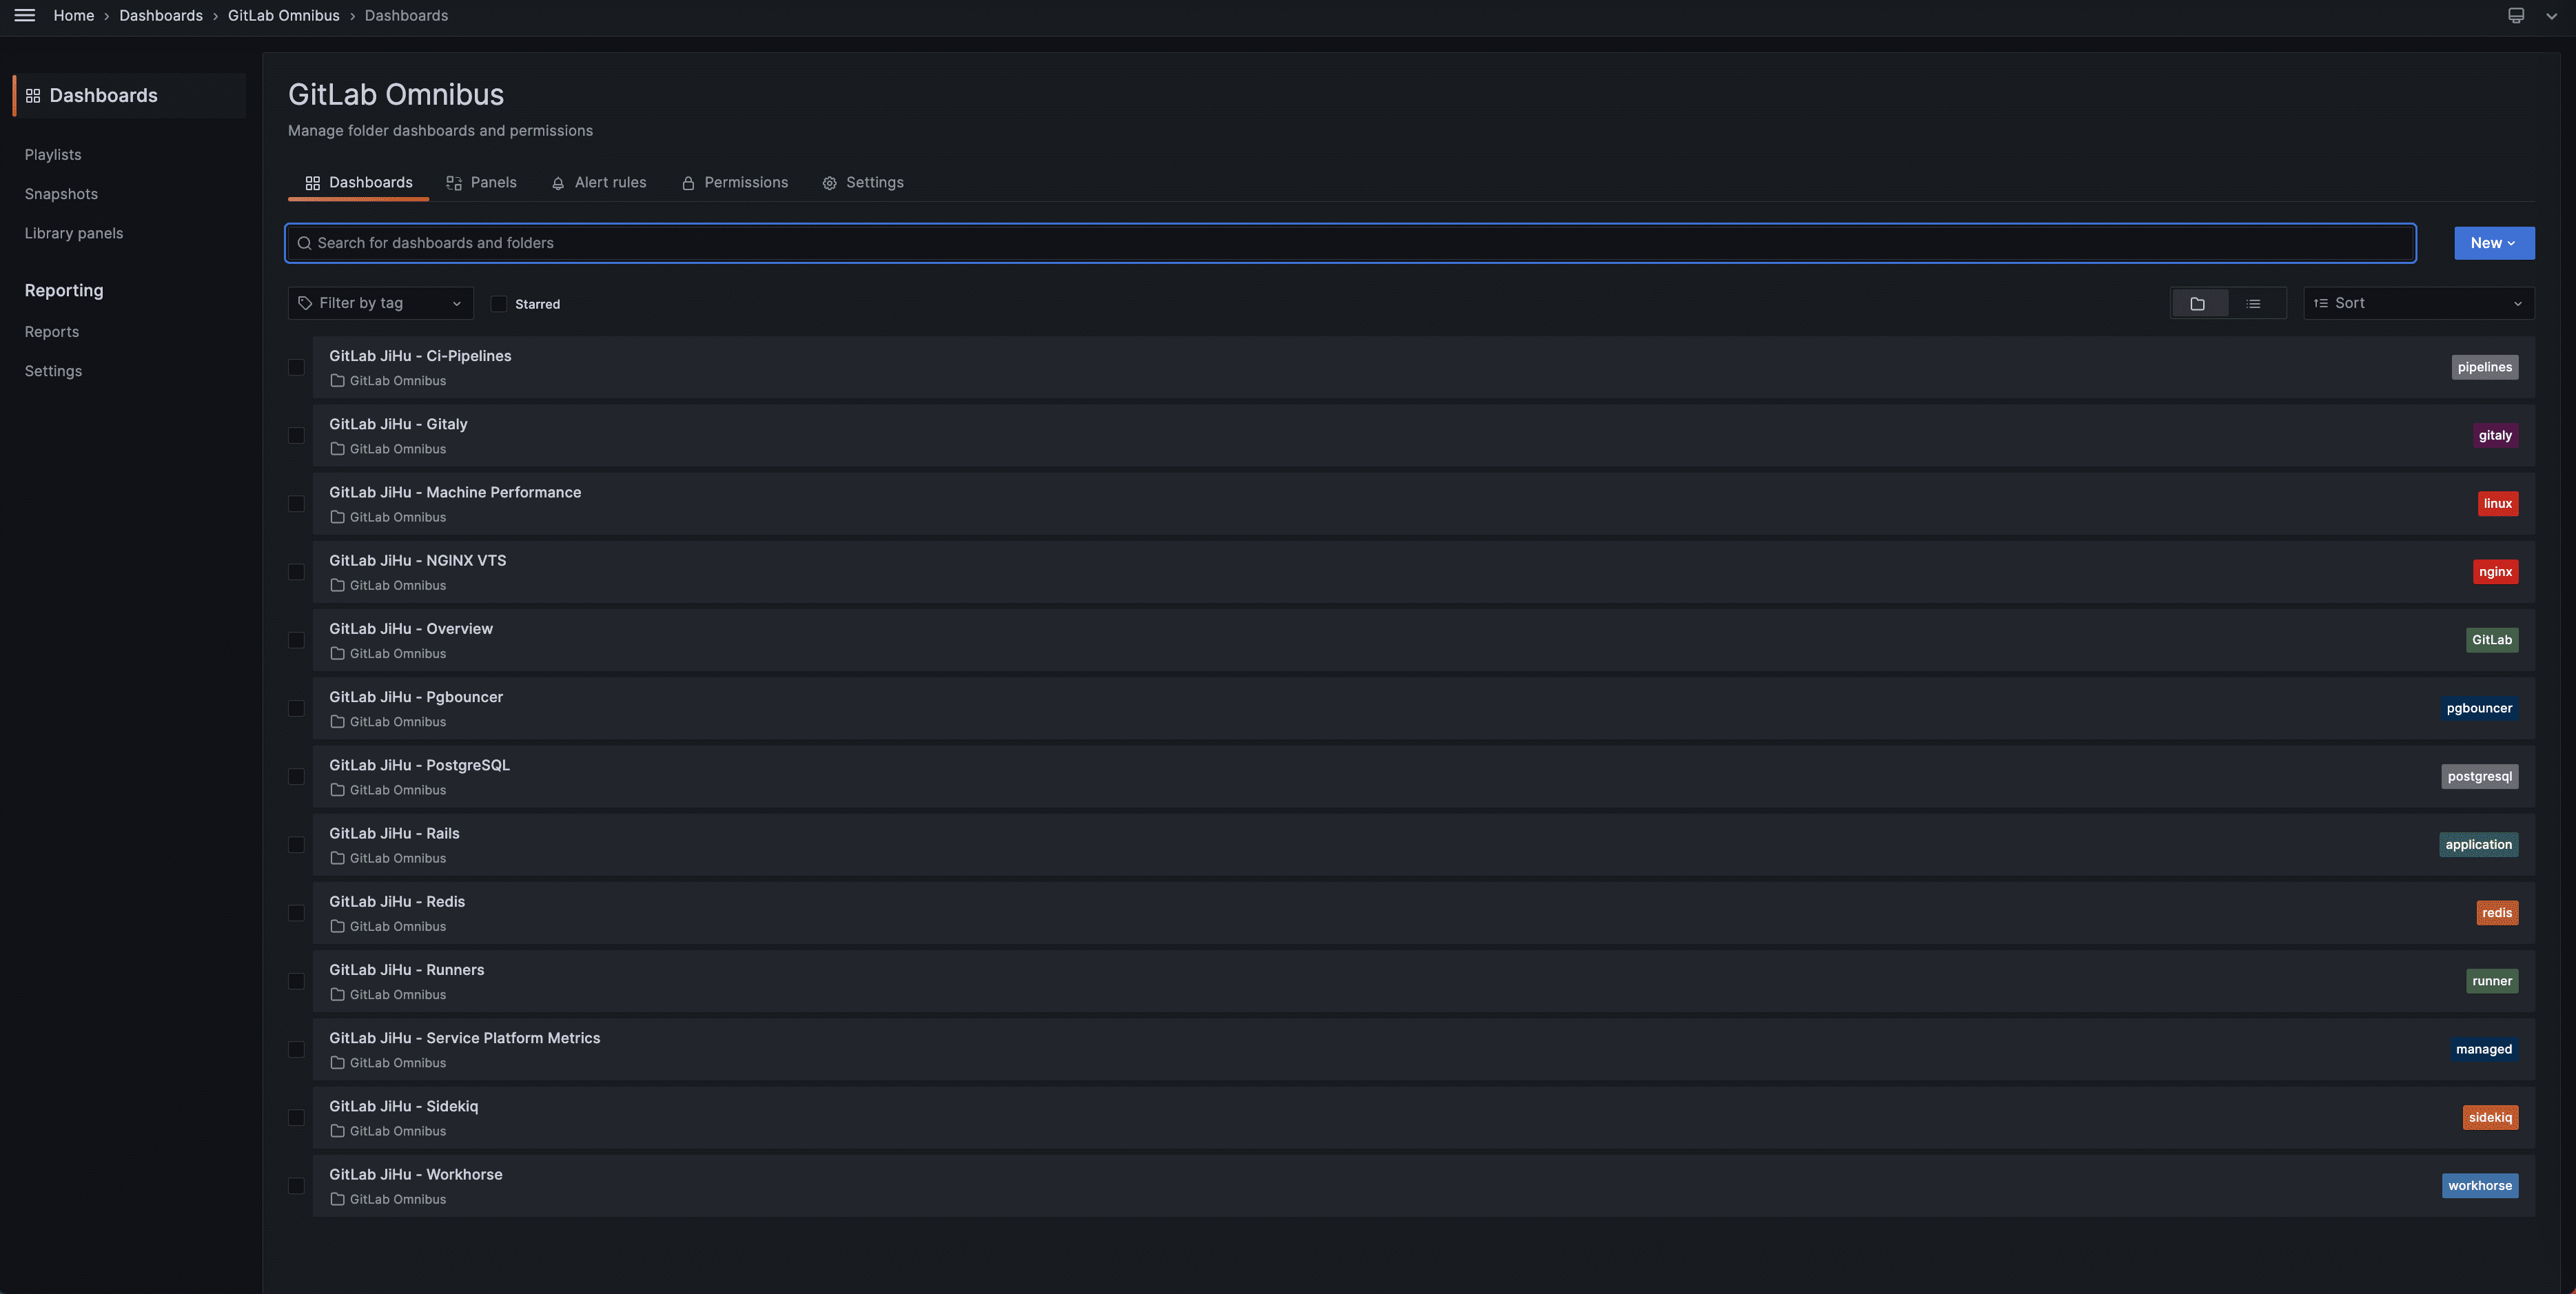 Home › Dashboards › GitLab Omnibus › Dashboards
Dashboards
Playlists
Snapshots
Library panels
Reporting
Reports
Settings
GitLab Omnibus
Manage folder dashboards and permissions
Dashboards Panels Alert rules Permissions Settings
Search for dashboards and folders New
Filter by tag Starred Sort
GitLab JiHu - Ci-Pipelines
GitLab Omnibus
pipelines
GitLab JiHu - Gitaly
GitLab Omnibus
gitaly
GitLab JiHu - Machine Performance
GitLab Omnibus
linux
GitLab JiHu - NGINX VTS
GitLab Omnibus
nginx
GitLab JiHu - Overview
GitLab Omnibus
GitLab
GitLab JiHu - Pgbouncer
GitLab Omnibus
pgbouncer
GitLab JiHu - PostgreSQL
GitLab Omnibus
postgresql
GitLab JiHu - Rails
GitLab Omnibus
application
GitLab JiHu - Redis
GitLab Omnibus
redis
GitLab JiHu - Runners
GitLab Omnibus
runner
GitLab JiHu - Service Platform Metrics
GitLab Omnibus
managed
GitLab JiHu - Sidekiq
GitLab Omnibus
sidekiq
GitLab JiHu - Workhorse
GitLab Omnibus
workhorse